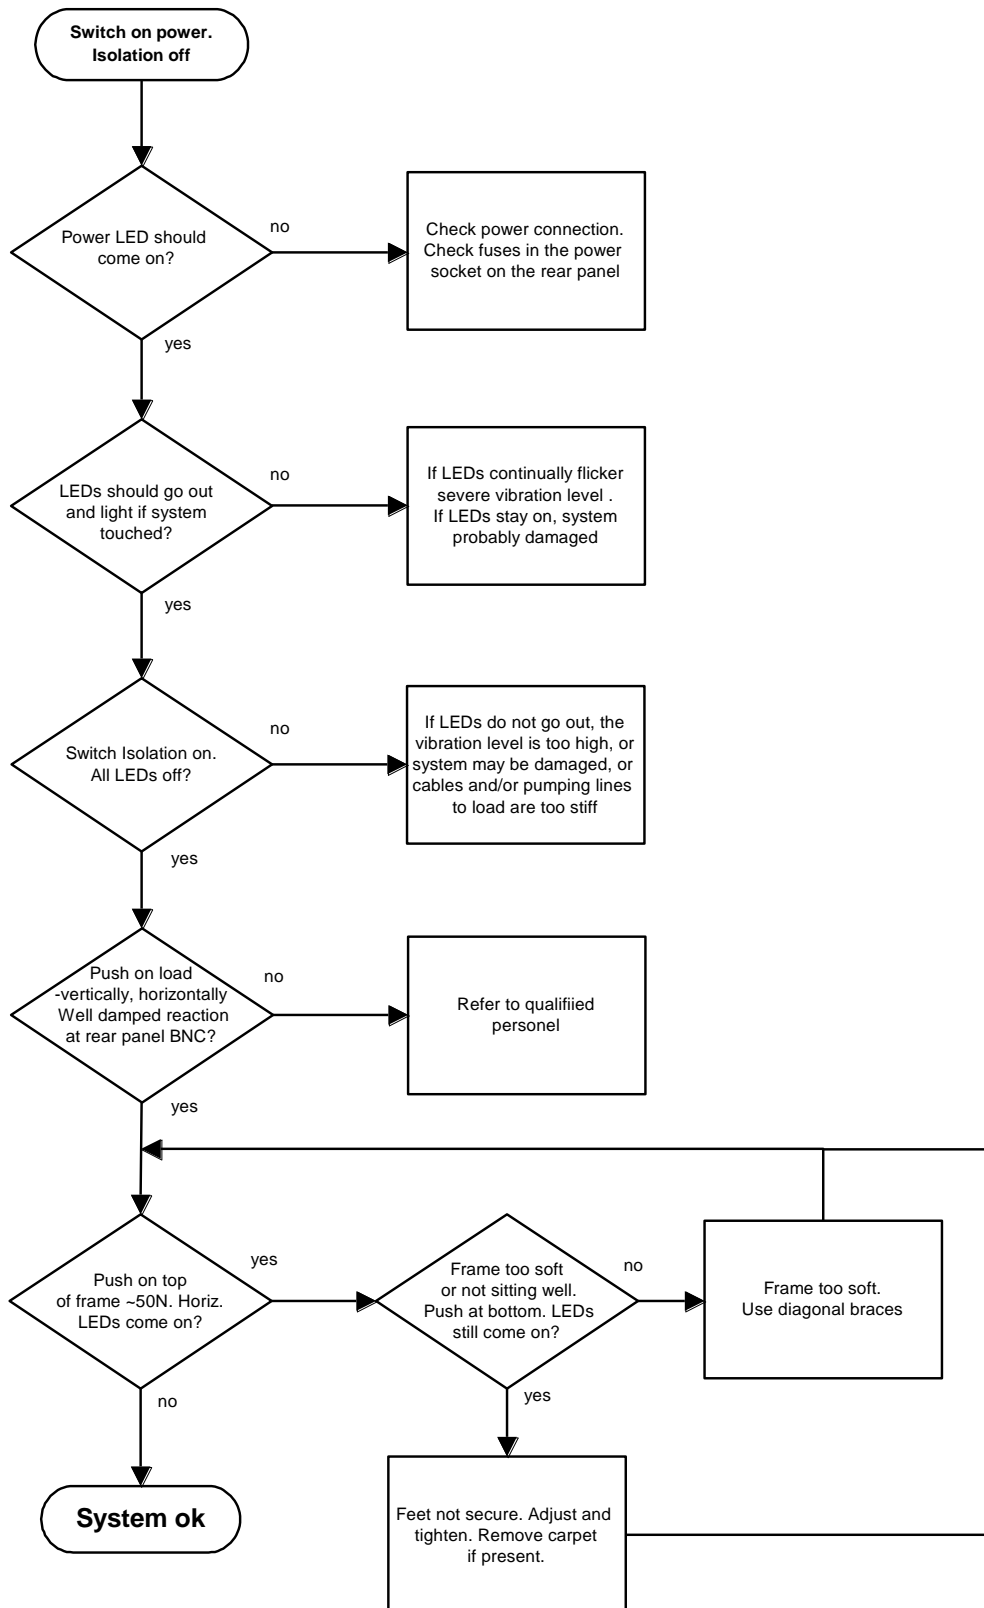 Switch on power.
Isolation off
Power LED should
come on?
no
Check power connection.
Check fuses in the power
socket on the rear panel
yes
LEDs should go out
and light if system
touched?
no
If LEDs continually flicker
severe vibration level .
If LEDs stay on, system
probably damaged
yes
Switch Isolation on.
All LEDs off?
no
If LEDs do not go out, the
vibration level is too high, or
system may be damaged, or
cables and/or pumping lines
to load are too stiff
yes
Push on load
-vertically, horizontally
Well damped reaction
at rear panel BNC?
no
Refer to qualifiied
personel
yes
Push on top
of frame ~50N. Horiz.
LEDs come on?
yes
Frame too soft
or not sitting well.
Push at bottom. LEDs
still come on?
no
Frame too soft.
Use diagonal braces
no
yes
System ok
Feet not secure. Adjust and
tighten. Remove carpet
if present.